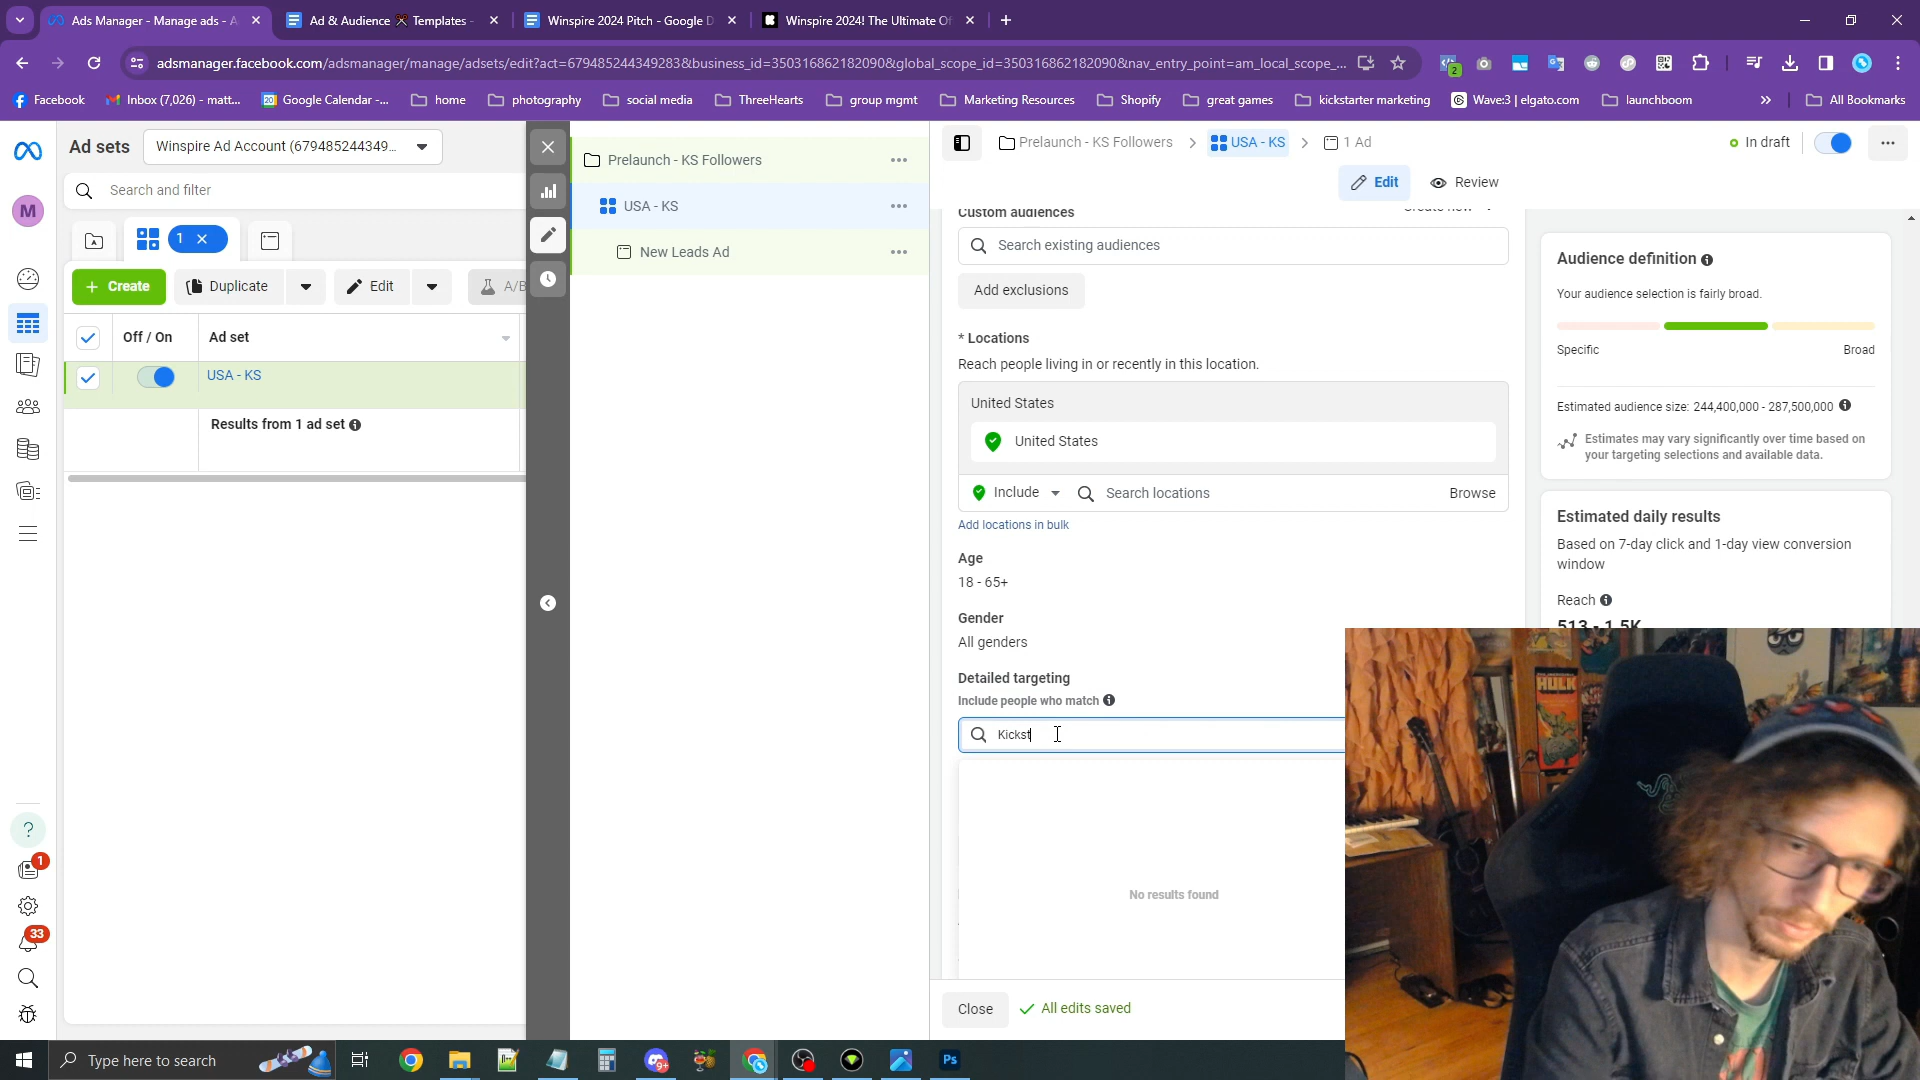 Ads Manager - Manage ads - A
Ad & Audience
Templates -
Winspire 2024 Pitch - Google D
Winspire 2024! The Ultimate Of
adsmanager.facebook.com/adsmanager/manage/adsets/edit?act=679485244349283&business_id=350316862182090&global_scope_id=350316862182090&nav_entry_point=am_local_scope_...
2
Facebook
Inbox (7,026) - matt...
Google Calendar -...
home
photography
social media
ThreeHearts
group mgmt
Marketing Resources
Shopify
great games
kickstarter marketing
Wave:3 | elgato.com
launchboom
All Bookmarks
Ad sets
Winspire Ad Account (679485244349...
Search and filter
M
1
Create
Duplicate
Edit
A/B
Off / On
Ad set
USA - KS
Results from 1 ad set
1
33
Prelaunch - KS Followers
USA - KS
New Leads Ad
Prelaunch - KS Followers
USA - KS
1 Ad
In draft
Edit
Review
Custom audiences
Search existing audiences
Add exclusions
* Locations
Reach people living in or recently in this location.
United States
United States
Include
Search locations
Browse
Add locations in bulk
Age
18 - 65+
Gender
All genders
Detailed targeting
Include people who match
Kickst
No results found
Close
All edits saved
Audience definition
Your audience selection is fairly broad.
Specific
Broad
Estimated audience size: 244,400,000 - 287,500,000
Estimates may vary significantly over time based on
your targeting selections and available data.
Estimated daily results
Based on 7-day click and 1-day view conversion
window
Reach
513 - 1.5K
HULK
Type here to search
9+
Ps